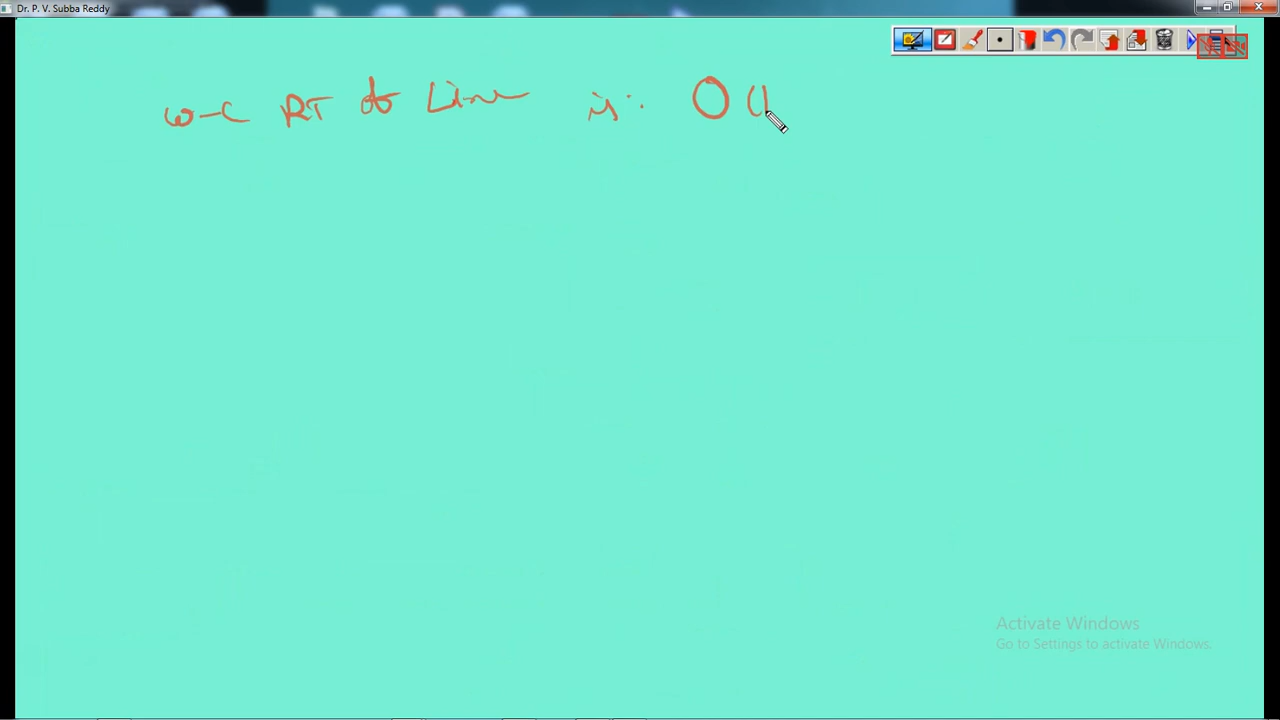 Dr. P. V. Subba Reddy
w-c RT of Line is: O(
Activate Windows
Go to Settings to activate Windows.